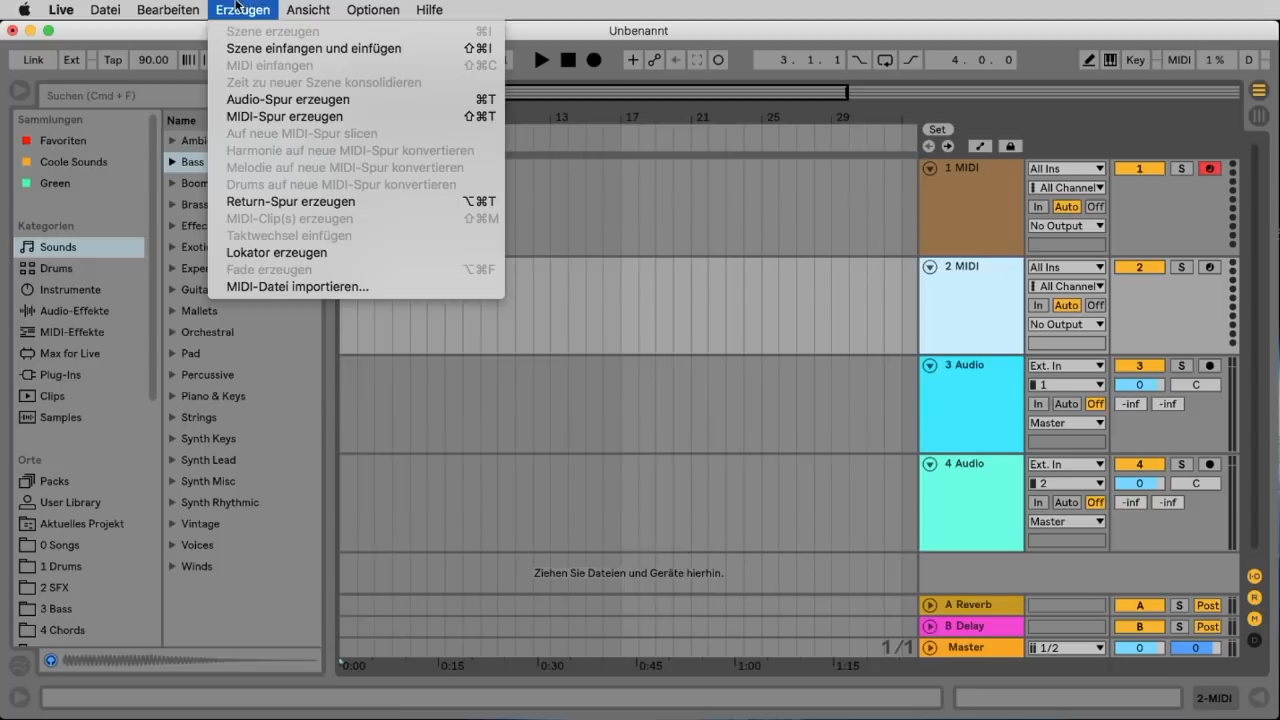 Live Datei Bearbeiten Erzeugen Ansicht Optionen Hilfe
Unbenannt
Link Ext Tap 90.00
3. 1. 1 4. 0. 0 Key MIDI 1 % D
Szene erzeugen ⌘I
Szene einfangen und einfügen ⇧⌘I
MIDI einfangen ⇧⌘C
Zeit zu neuer Szene konsolidieren
Audio-Spur erzeugen ⌘T
MIDI-Spur erzeugen ⇧⌘T
Auf neue MIDI-Spur slicen
Harmonie auf neue MIDI-Spur konvertieren
Melodie auf neue MIDI-Spur konvertieren
Drums auf neue MIDI-Spur konvertieren
Return-Spur erzeugen ⌥⌘T
MIDI-Clip(s) erzeugen ⇧⌘M
Taktwechsel einfügen
Lokator erzeugen
Fade erzeugen ⌥⌘F
MIDI-Datei importieren...
Suchen (Cmd + F)
Sammlungen
Favoriten
Coole Sounds
Green
Kategorien
Sounds
Drums
Instrumente
Audio-Effekte
MIDI-Effekte
Max for Live
Plug-Ins
Clips
Samples
Orte
Packs
User Library
Aktuelles Projekt
0 Songs
1 Drums
2 SFX
3 Bass
4 Chords
Name
Ambi
Bass
Boom
Brass
Effec
Exoti
Exper
Guita
Mallets
Orchestral
Pad
Percussive
Piano & Keys
Strings
Synth Keys
Synth Lead
Synth Misc
Synth Rhythmic
Vintage
Voices
Winds
13 17 21 25 29
Set
1 MIDI All Ins 1 S
All Channel
In Auto Off
No Output
2 MIDI All Ins 2 S
All Channel
In Auto Off
No Output
3 Audio Ext. In 3 S
1 0 C
In Auto Off -inf -inf
Master
4 Audio Ext. In 4 S
2 0 C
In Auto Off -inf -inf
Master
Ziehen Sie Dateien und Geräte hierhin.
A Reverb A S Post
B Delay B S Post
1/1 Master 1/2 0 0
0:00 0:15 0:30 0:45 1:00 1:15
I-O
R
M
D
2-MIDI